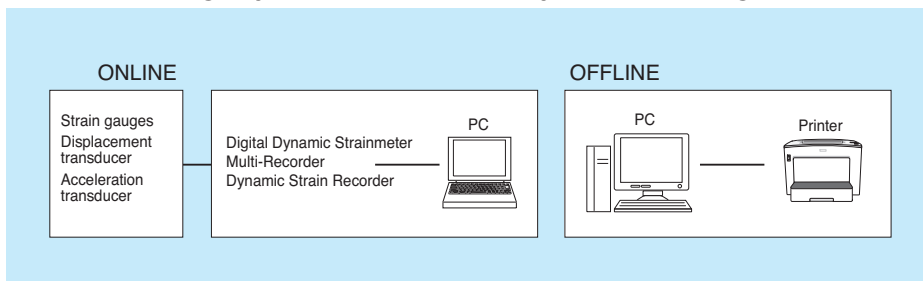 ONLINE
Strain gauges
Displacement
transducer
Acceleration
transducer
Digital Dynamic Strainmeter
Multi-Recorder
Dynamic Strain Recorder
PC
OFFLINE
PC
Printer